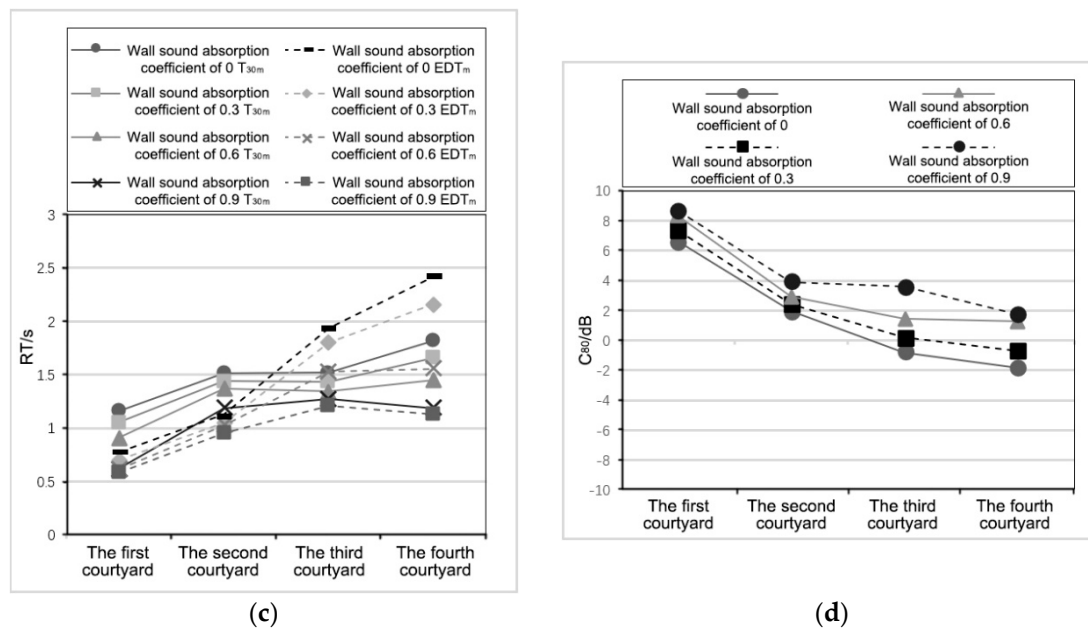 Wall sound absorption
coefficient of 0 T30m
Wall sound absorption
coefficient of 0 EDTm
Wall sound absorption
coefficient of 0.3 T30m
Wall sound absorption
coefficient of 0.3 EDTm
Wall sound absorption
coefficient of 0.6 T30m
Wall sound absorption
coefficient of 0.6 EDTm
Wall sound absorption
coefficient of 0.9 T30m
Wall sound absorption
coefficient of 0.9 EDTm
3
2.5
2
1.5
1
0.5
0
RT/s
The first
courtyard
The second
courtyard
The third
courtyard
The fourth
courtyard
(c)
Wall sound absorption
coefficient of 0
Wall sound absorption
coefficient of 0.6
Wall sound absorption
coefficient of 0.3
Wall sound absorption
coefficient of 0.9
10
8
6
4
2
0
-2
-4
-6
-8
-10
C80/dB
The first
courtyard
The second
courtyard
The third
courtyard
The fourth
courtyard
(d)